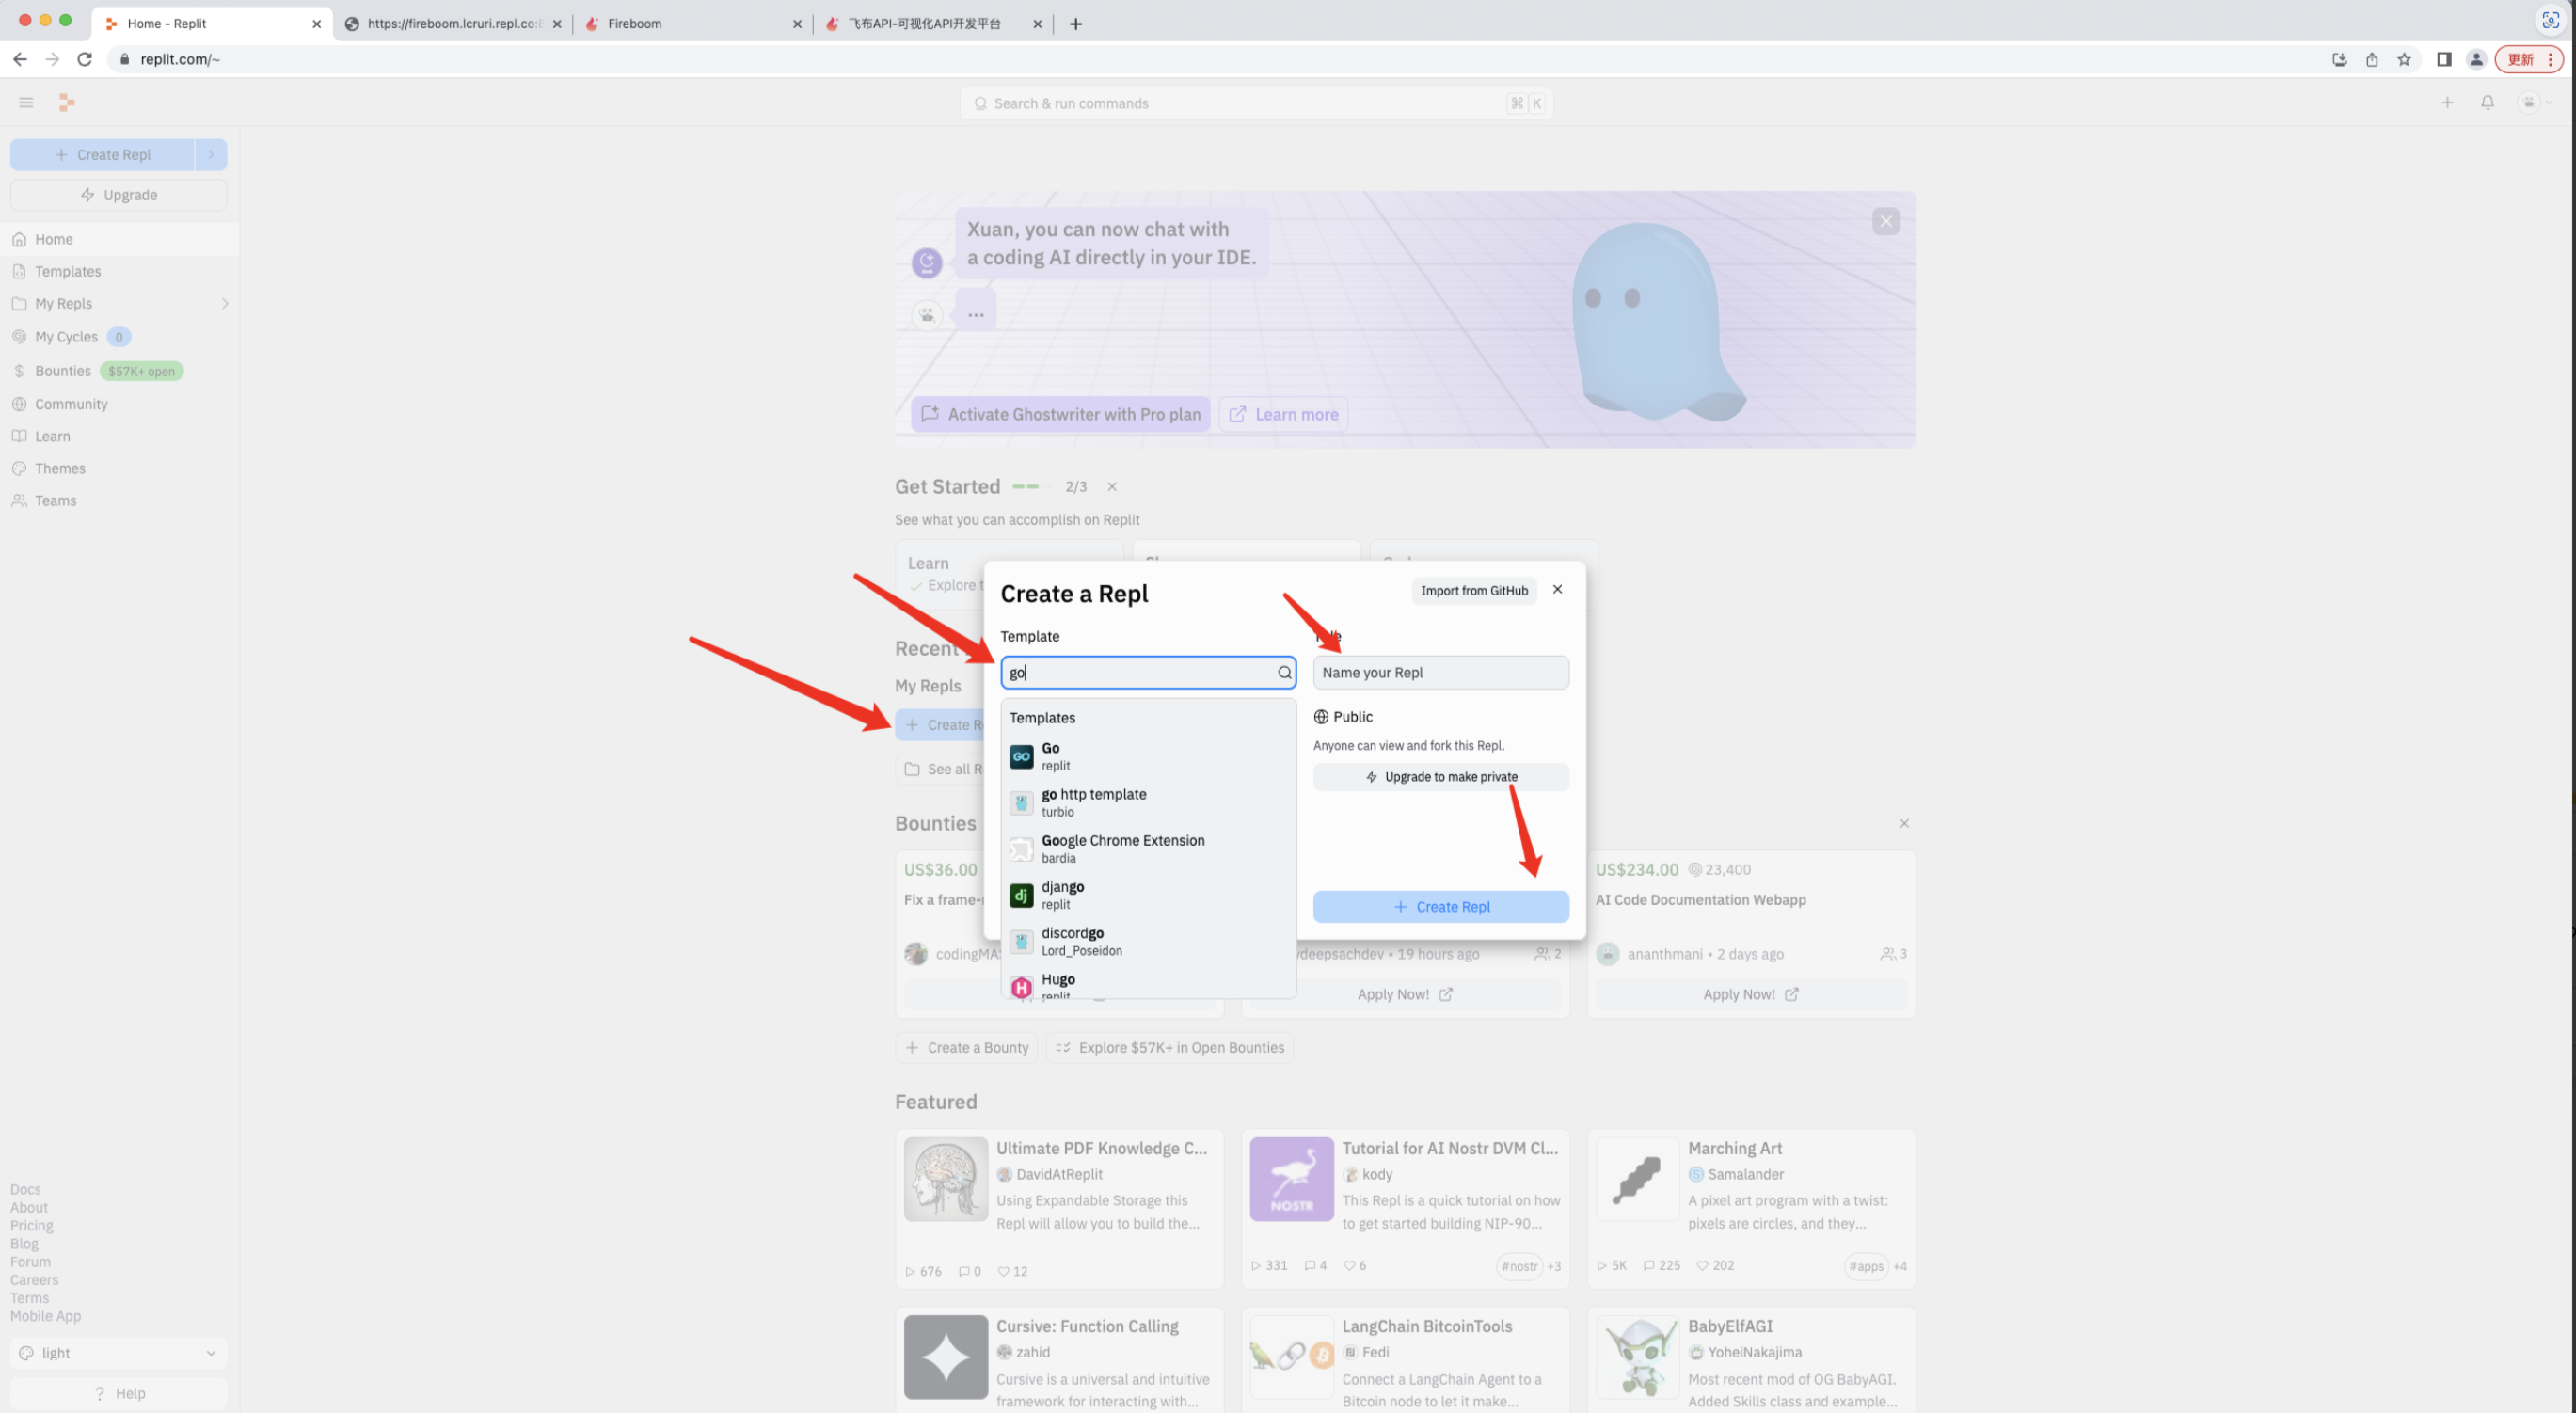 Home - Replit
https://fireboom.lcruri.repl.co:
Fireboom
飞布API-可视化API开发平台
replit.com/~
更新
Search & run commands
⌘ K
Create Repl
Upgrade
Home
Templates
My Repls
My Cycles 0
Bounties $57K+ open
Community
Learn
Themes
Teams
Docs
About
Pricing
Blog
Forum
Careers
Terms
Mobile App
light
? Help
Xuan, you can now chat with
a coding AI directly in your IDE.
...
Activate Ghostwriter with Pro plan
Learn more
Get Started 2/3
See what you can accomplish on Replit
Learn
Explore
Recent
My Repls
+ Create R
See all R
Create a Repl
Import from GitHub
Template
go
Templates
Go
replit
go http template
turbio
Google Chrome Extension
bardia
django
replit
discordgo
Lord_Poseidon
Hugo
replit
Name your Repl
Public
Anyone can view and fork this Repl.
Upgrade to make private
+ Create Repl
Bounties
US$36.00
Fix a frame-
codingMA
deepsachdev • 19 hours ago
2
Apply Now!
US$234.00 23,400
AI Code Documentation Webapp
ananthmani • 2 days ago
3
Apply Now!
+ Create a Bounty
Explore $57K+ in Open Bounties
Featured
Ultimate PDF Knowledge C...
DavidAtReplit
Using Expandable Storage this
Repl will allow you to build the...
676 0 12
NOSTR
Tutorial for AI Nostr DVM Cl...
kody
This Repl is a quick tutorial on how
to get started building NIP-90...
331 4 6
#nostr +3
Marching Art
Samalander
A pixel art program with a twist:
pixels are circles, and they...
5K 225 202
#apps +4
Cursive: Function Calling
zahid
Cursive is a universal and intuitive
framework for interacting with...
LangChain BitcoinTools
Fedi
Connect a LangChain Agent to a
Bitcoin node to let it make...
BabyElfAGI
YoheiNakajima
Most recent mod of OG BabyAGI.
Added Skills class and example...